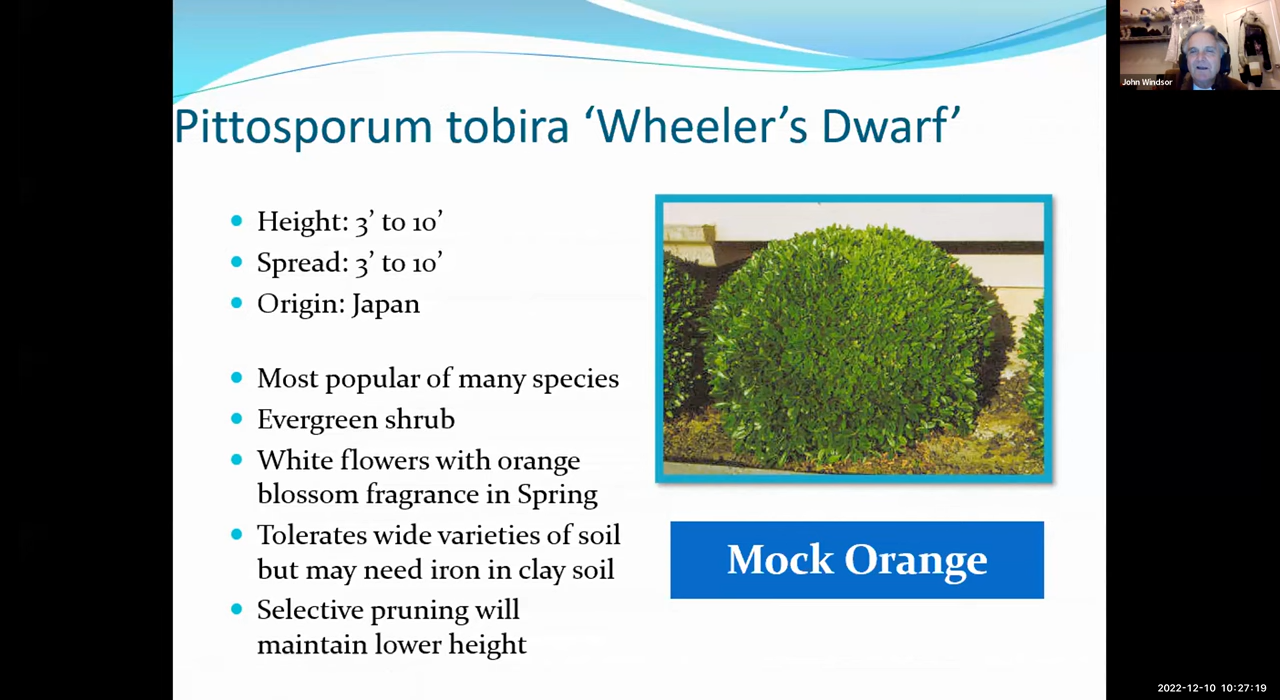 Pittosporum tobira ‘Wheeler’s Dwarf’
John Windsor
• Height: 3’ to 10’
• Spread: 3’ to 10’
• Origin: Japan
• Most popular of many species
• Evergreen shrub
• White flowers with orange
blossom fragrance in Spring
• Tolerates wide varieties of soil
but may need iron in clay soil
• Selective pruning will
maintain lower height
Mock Orange
2022-12-10 10:27:19